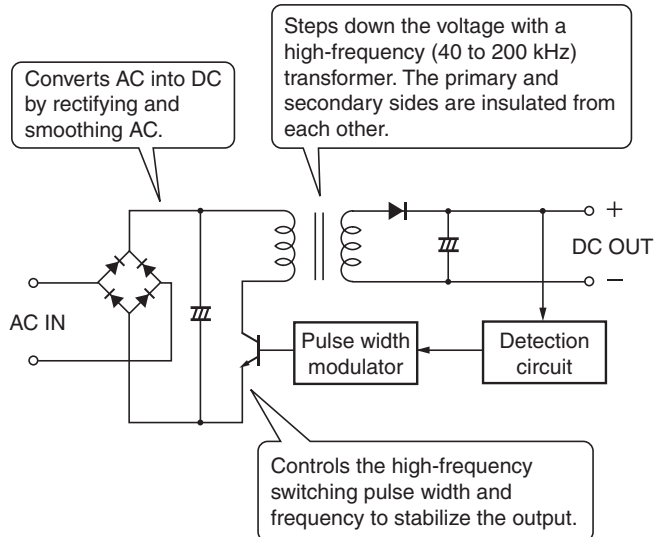 Steps down the voltage with a
high-frequency (40 to 200 kHz)
transformer. The primary and
secondary sides are insulated from
each other.
Converts AC into DC
by rectifying and
smoothing AC.
+
DC OUT
−
AC IN
Pulse width
modulator
Detection
circuit
Controls the high-frequency
switching pulse width and
frequency to stabilize the output.